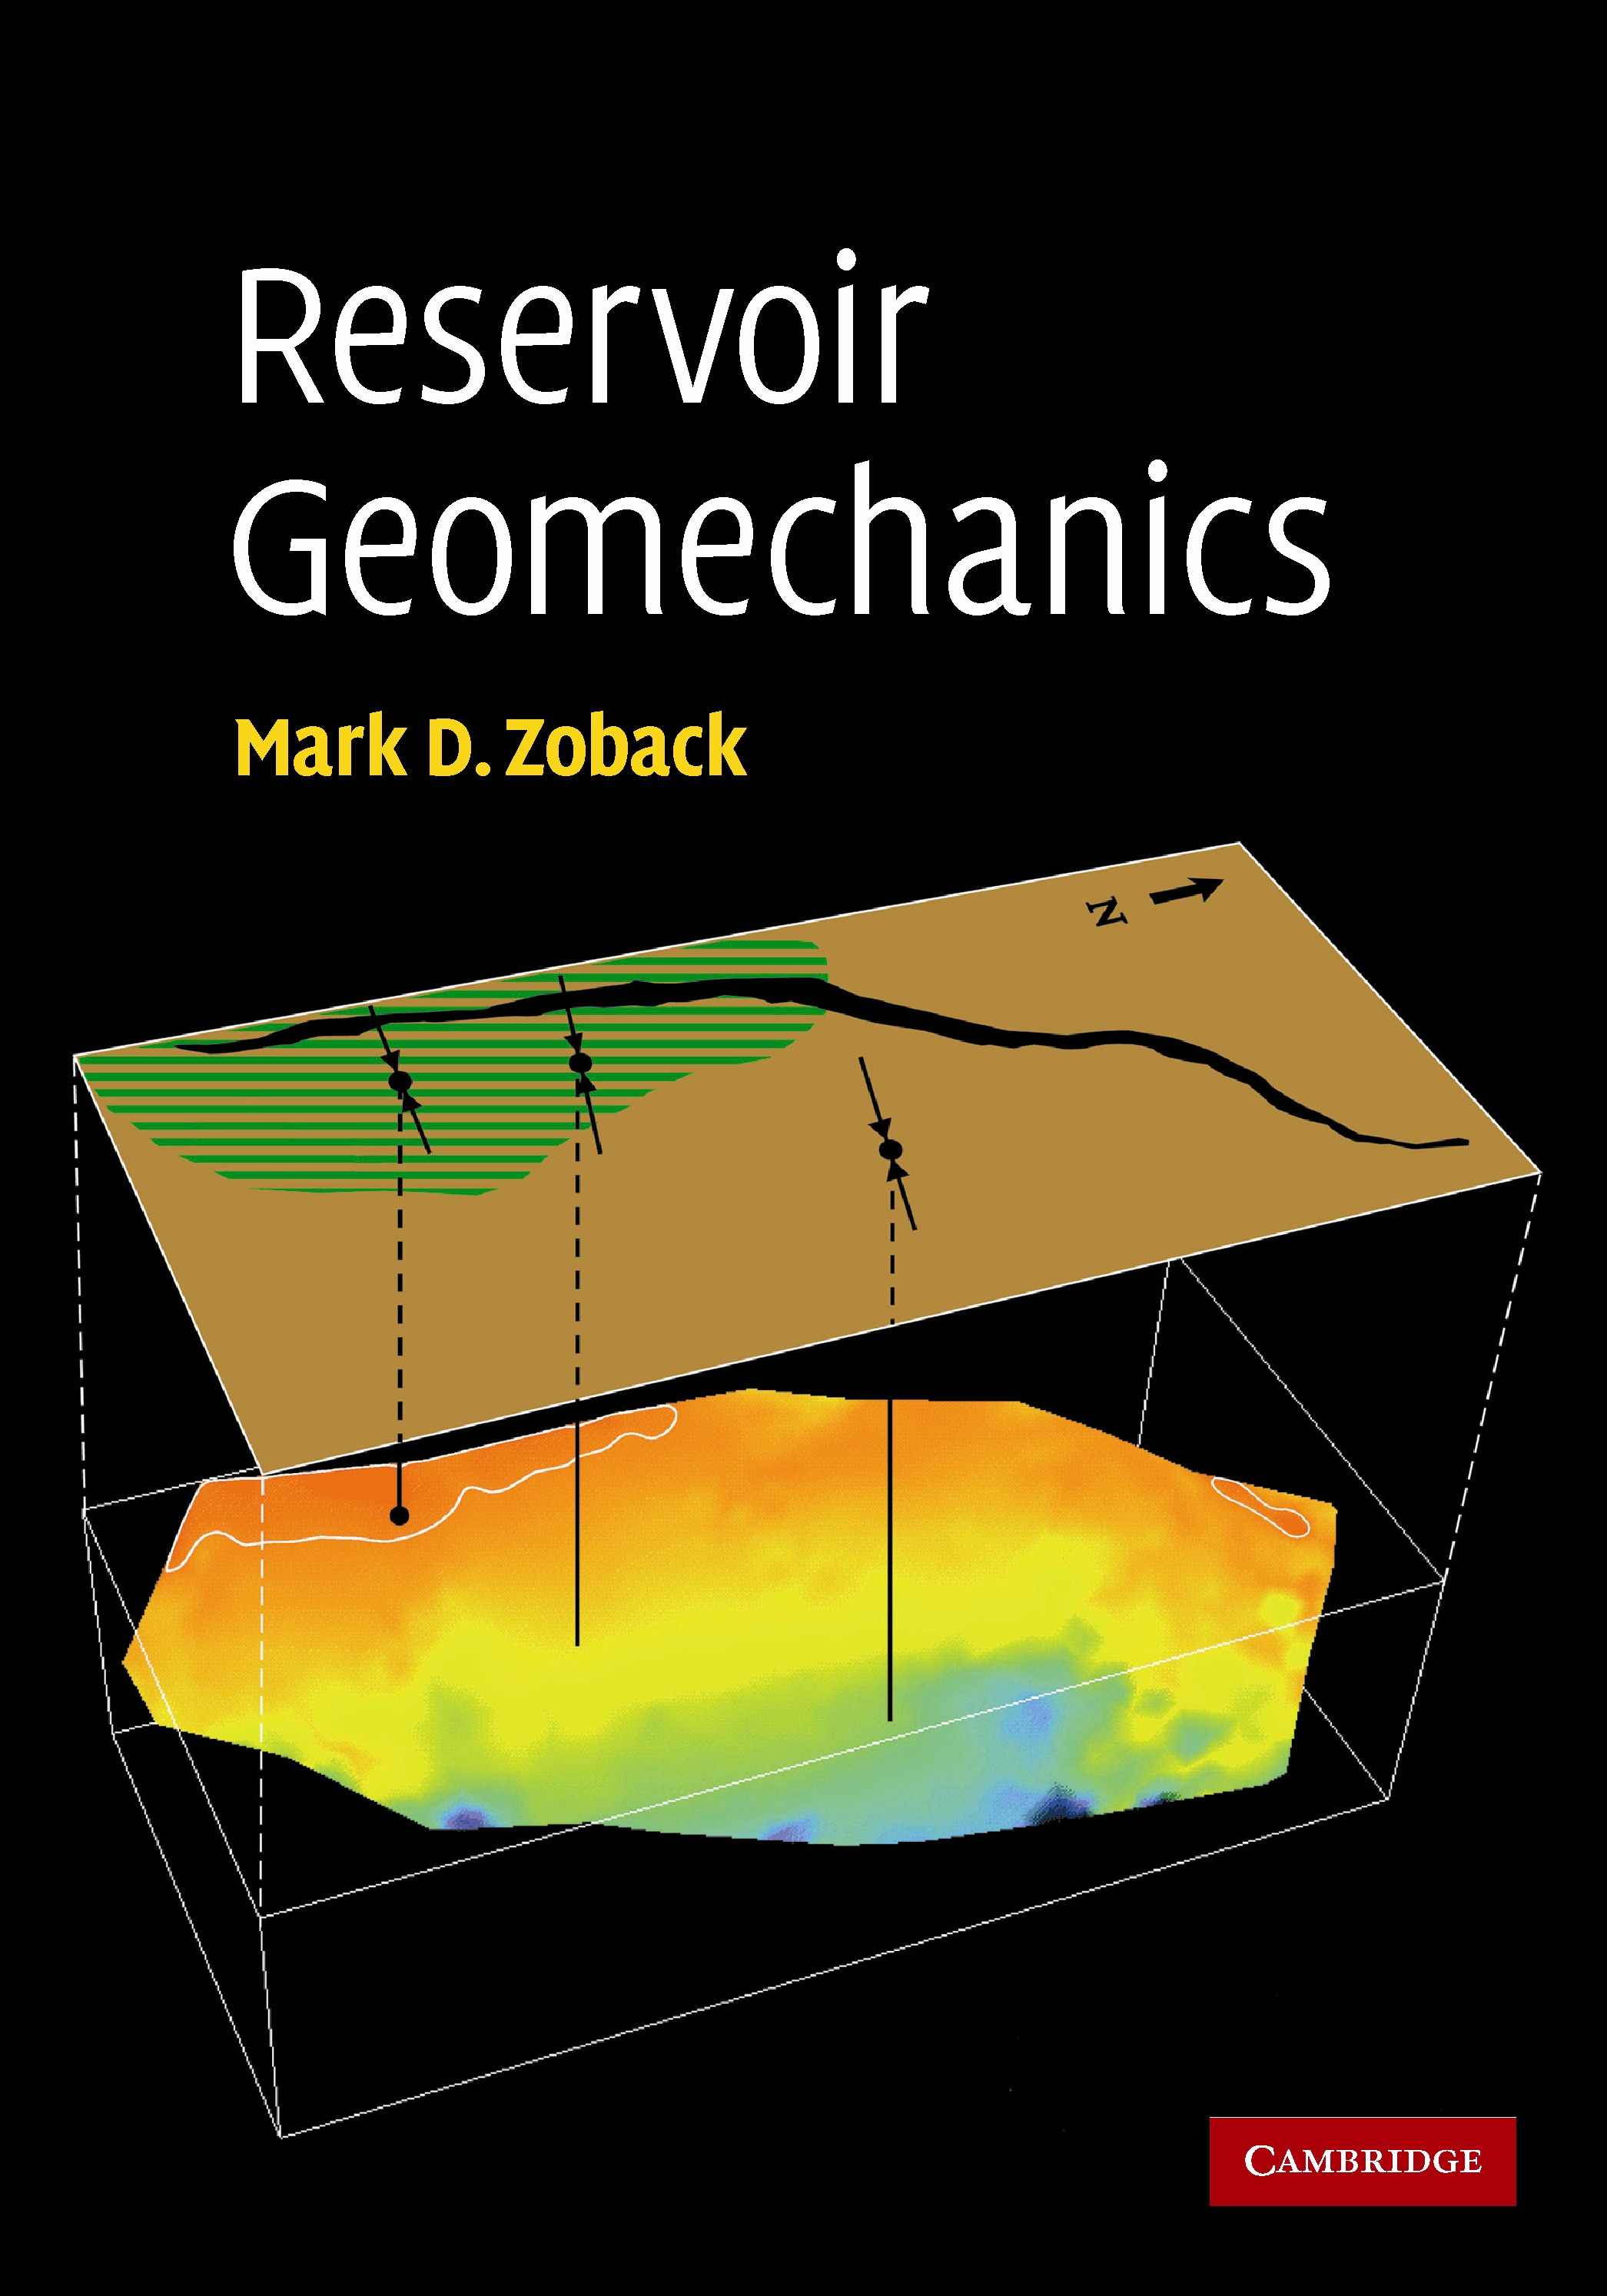 Reservoir
Geomechanics
Mark D. Zoback
N
CAMBRIDGE